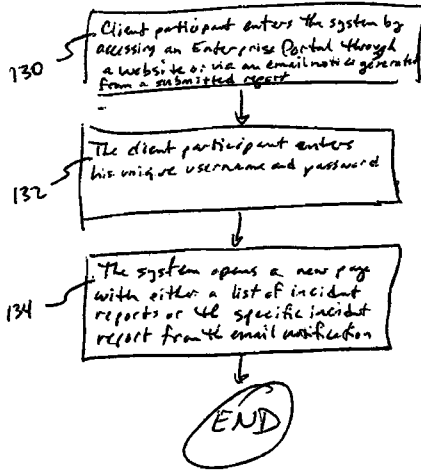 Client participant enters the system by
accessing an Enterprise Portal through
a website or via an email notice generated
from a submitted report
130
The client participant enters
his unique username and password
132
The system opens a new page
with either a list of incident
reports or the specific incident
report from the email notification
134
END